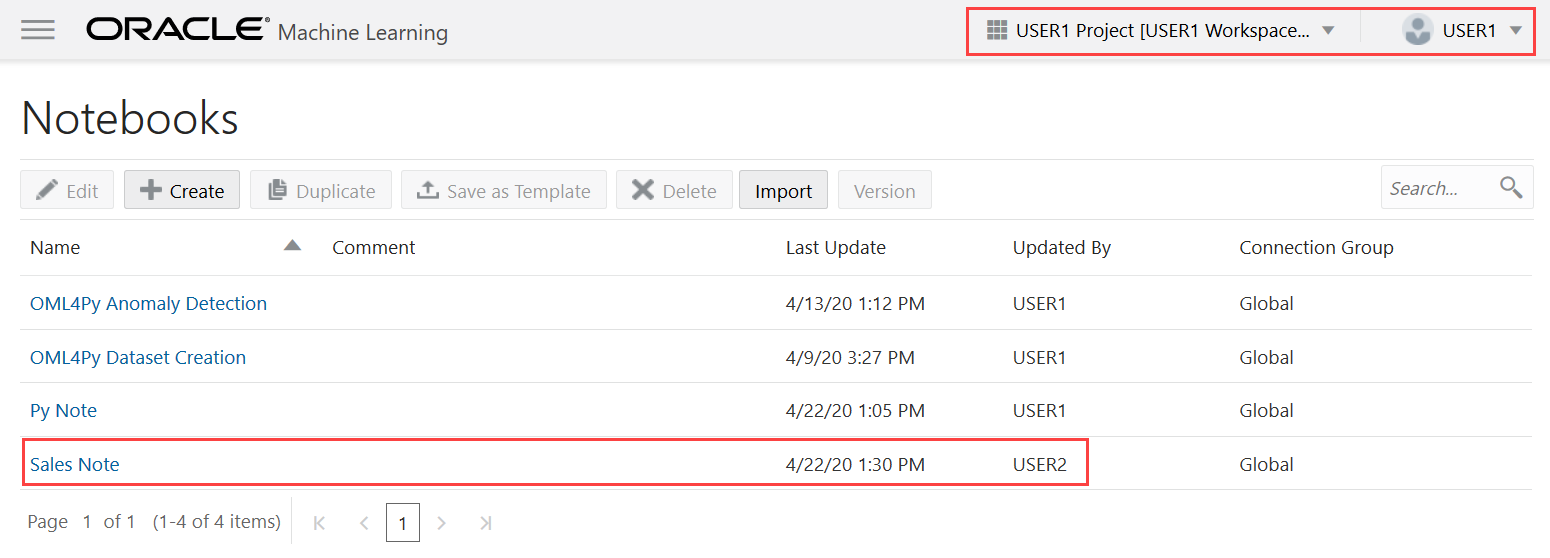 ORACLE® Machine Learning USER1 Project [USER1 Workspace... USER1
Notebooks
Edit Create Duplicate Save as Template Delete Import Version Search...
Name Comment Last Update Updated By Connection Group
OML4Py Anomaly Detection 4/13/20 1:12 PM USER1 Global
OML4Py Dataset Creation 4/9/20 3:27 PM USER1 Global
Py Note 4/22/20 1:05 PM USER1 Global
Sales Note 4/22/20 1:30 PM USER2 Global
Page 1 of 1 (1-4 of 4 items) 1